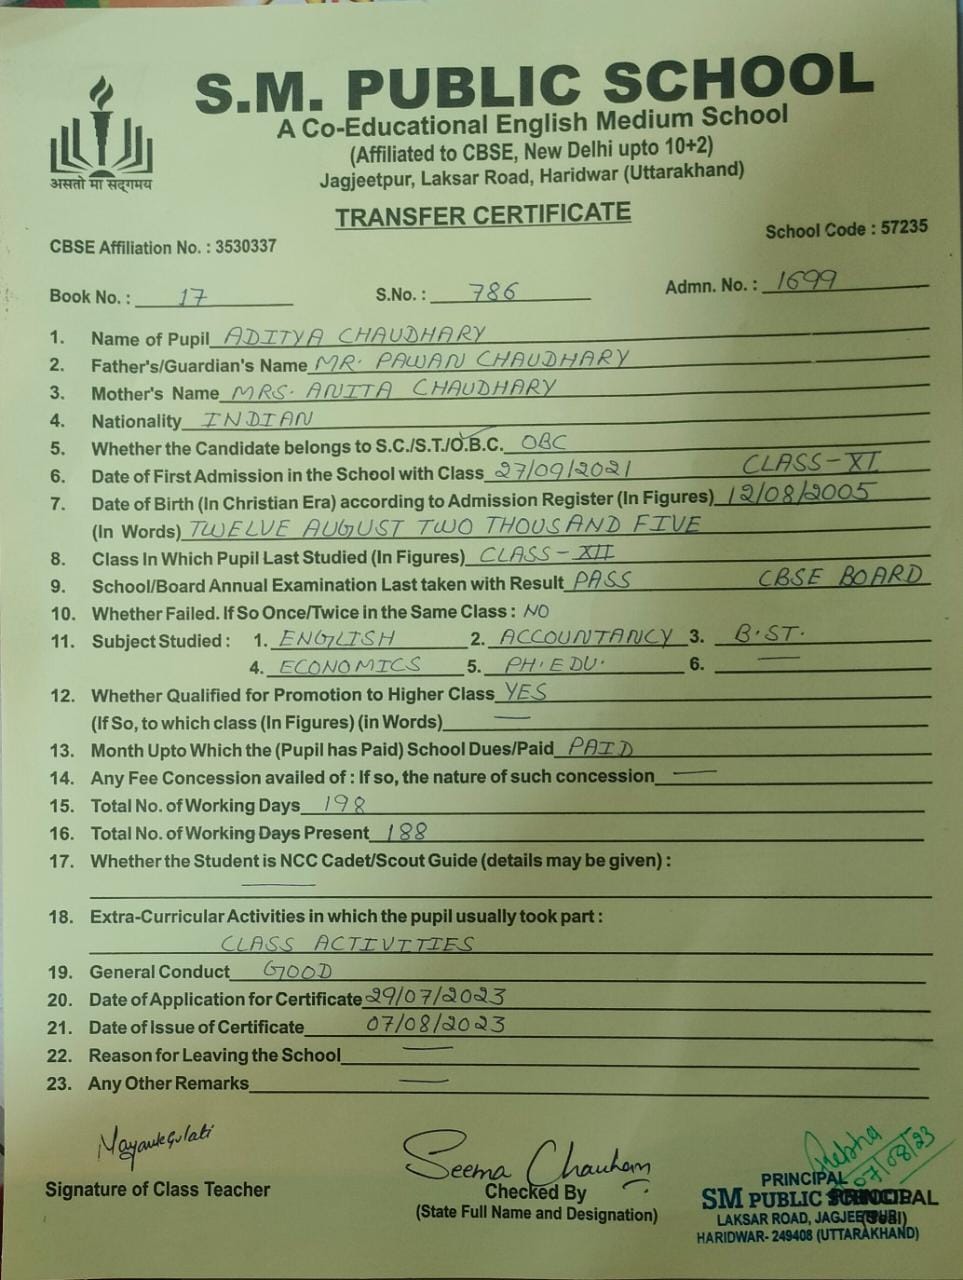 S.M. PUBLIC SCHOOL
A Co-Educational English Medium School
(Affiliated to CBSE, New Delhi upto 10+2)
Jagjeetpur, Laksar Road, Haridwar (Uttarakhand)
असतो मा सद्गमय
TRANSFER CERTIFICATE
CBSE Affiliation No. : 3530337 School Code : 57235
Book No. : 17 S.No. : 786 Admn. No. : 1699
1. Name of Pupil ADITYA CHAUDHARY
2. Father's/Guardian's Name MR. PAWAN CHAUDHARY
3. Mother's Name MRS. ANITA CHAUDHARY
4. Nationality INDIAN
5. Whether the Candidate belongs to S.C./S.T./O.B.C. OBC
6. Date of First Admission in the School with Class 27/09/2021 CLASS-XI
7. Date of Birth (In Christian Era) according to Admission Register (In Figures) 12/08/2005
(In Words) TWELVE AUGUST TWO THOUSAND FIVE
8. Class In Which Pupil Last Studied (In Figures) CLASS-XII
9. School/Board Annual Examination Last taken with Result PASS CBSE BOARD
10. Whether Failed. If So Once/Twice in the Same Class : NO
11. Subject Studied : 1. ENGLISH 2. ACCOUNTANCY 3. B.ST.
4. ECONOMICS 5. PH.EDU. 6. —
12. Whether Qualified for Promotion to Higher Class YES
(If So, to which class (In Figures) (in Words) —
13. Month Upto Which the (Pupil has Paid) School Dues/Paid PAID
14. Any Fee Concession availed of : If so, the nature of such concession —
15. Total No. of Working Days 198
16. Total No. of Working Days Present 188
17. Whether the Student is NCC Cadet/Scout Guide (details may be given) :
—
18. Extra-Curricular Activities in which the pupil usually took part :
CLASS ACTIVITIES
19. General Conduct GOOD
20. Date of Application for Certificate 29/07/2023
21. Date of Issue of Certificate 07/08/2023
22. Reason for Leaving the School —
23. Any Other Remarks —
Mayank Gulati Seema Chauhan 07/08/23
Signature of Class Teacher Checked By PRINCIPAL
(State Full Name and Designation) SM PUBLIC PRINCIPAL
LAKSAR ROAD, JAGJEETPUR (Seal)
HARIDWAR- 249408 (UTTARAKHAND)